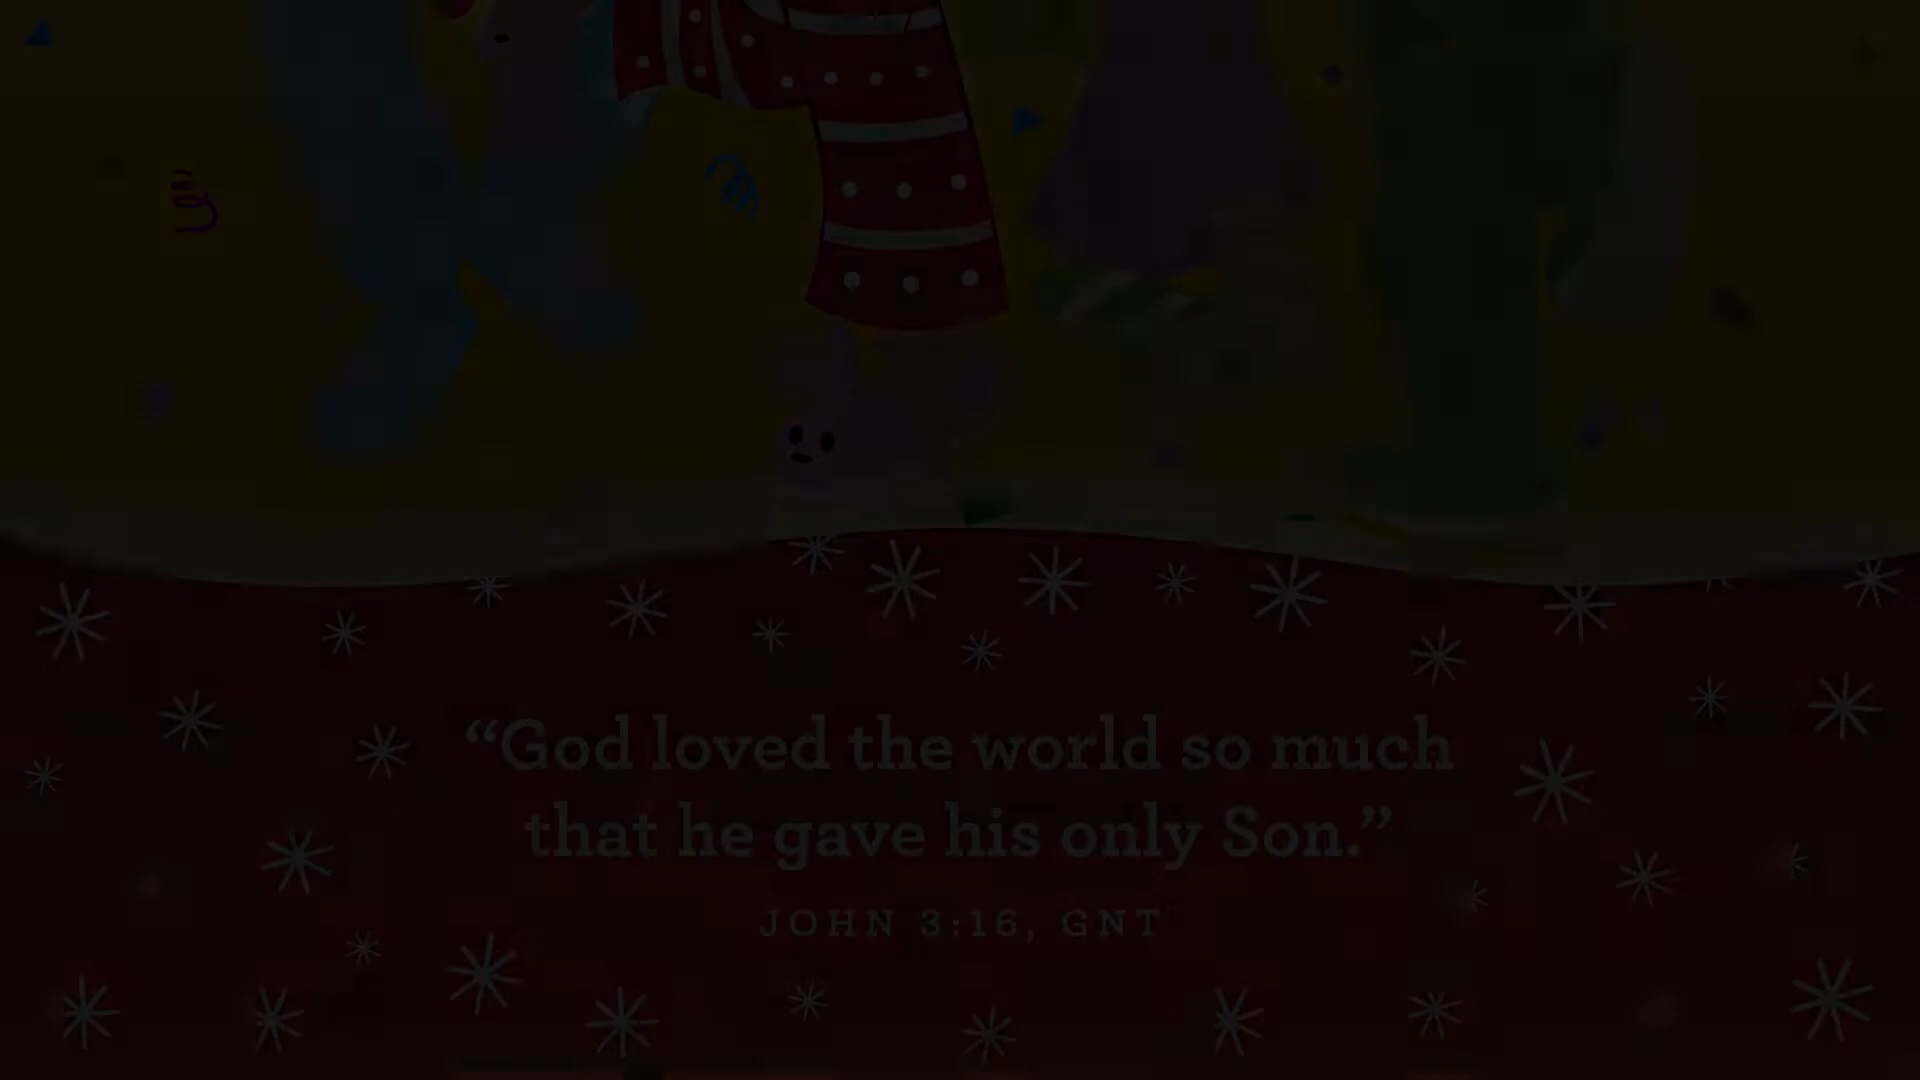 “God loved the world so much
that he gave his only Son.”
JOHN 3:16, GNT